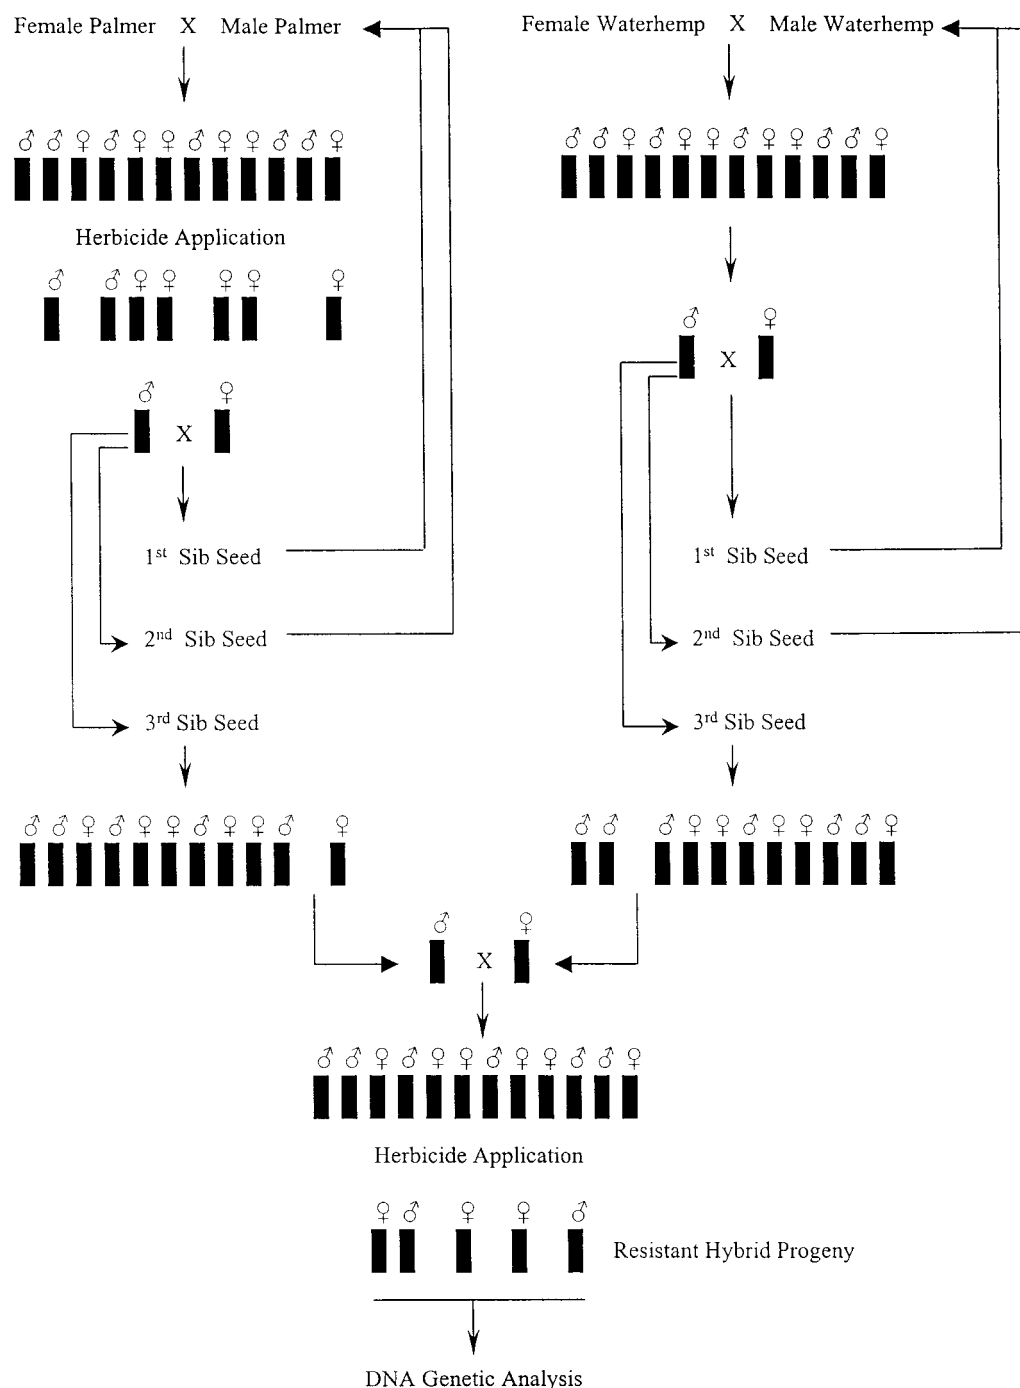 Female Palmer X Male Palmer
Female Waterhemp X Male Waterhemp
♂ ♂ ♀ ♂ ♀ ♀ ♂ ♀ ♀ ♂ ♂ ♀
♂ ♂ ♀ ♂ ♀ ♀ ♂ ♀ ♀ ♂ ♂ ♀
Herbicide Application
♂ ♂ ♀ ♀ ♀ ♀ ♀
♂ X ♀
♂ X ♀
1st Sib Seed
1st Sib Seed
2nd Sib Seed
2nd Sib Seed
3rd Sib Seed
3rd Sib Seed
♂ ♂ ♀ ♂ ♀ ♀ ♂ ♀ ♀ ♂ ♀
♂ ♂ ♂ ♀ ♀ ♂ ♀ ♀ ♂ ♂ ♀
♂ X ♀
♂ ♂ ♀ ♂ ♀ ♀ ♂ ♀ ♀ ♂ ♂ ♀
Herbicide Application
♀ ♂ ♀ ♀ ♂
Resistant Hybrid Progeny
DNA Genetic Analysis